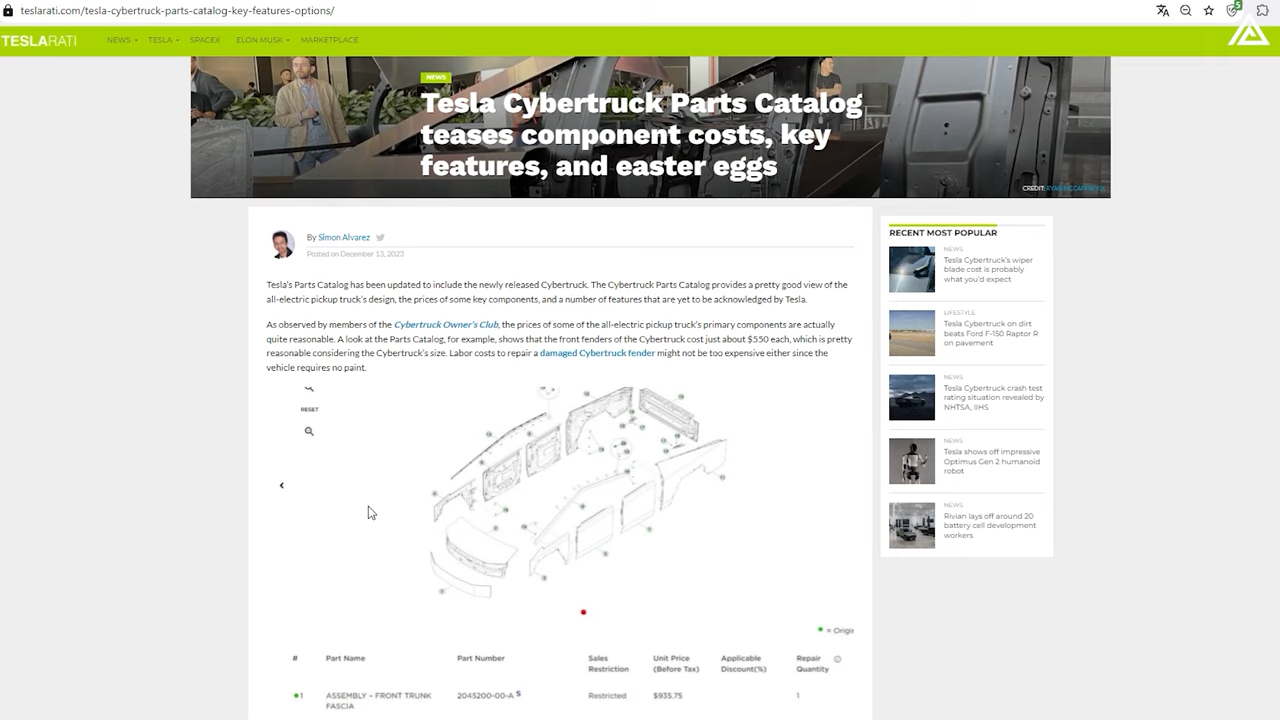 teslarati.com/tesla-cybertruck-parts-catalog-key-features-options/
5
TESLARATI
NEWS
TESLA
SPACEX
ELON MUSK
MARKETPLACE
NEWS
Tesla Cybertruck Parts Catalog
teases component costs, key
features, and easter eggs
CREDIT:
By Simon Alvarez
Posted on December 13, 2023
Tesla's Parts Catalog has been updated to include the newly released Cybertruck. The Cybertruck Parts Catalog provides a pretty good view of the
all-electric pickup truck's design, the prices of some key components, and a number of features that are yet to be acknowledged by Tesla.
As observed by members of the Cybertruck Owner's Club, the prices of some of the all-electric pickup truck's primary components are actually
quite reasonable. A look at the Parts Catalog, for example, shows that the front fenders of the Cybertruck cost just about $550 each, which is pretty
reasonable considering the Cybertruck's size. Labor costs to repair a damaged Cybertruck fender might not be too expensive either since the
vehicle requires no paint.
RESET
= Origi
# Part Name Part Number Sales Restriction Unit Price (Before Tax) Applicable Discount(%) Repair Quantity
1 ASSEMBLY - FRONT TRUNK FASCIA 2045200-00-A S Restricted $935.75 1
RECENT MOST POPULAR
NEWS
Tesla Cybertruck's wiper
blade cost is probably
what you'd expect
LIFESTYLE
Tesla Cybertruck on dirt
beats Ford F-150 Raptor R
on pavement
NEWS
Tesla Cybertruck crash test
rating situation revealed by
NHTSA, IIHS
NEWS
Tesla shows off impressive
Optimus Gen 2 humanoid
robot
NEWS
Rivian lays off around 20
battery cell development
workers